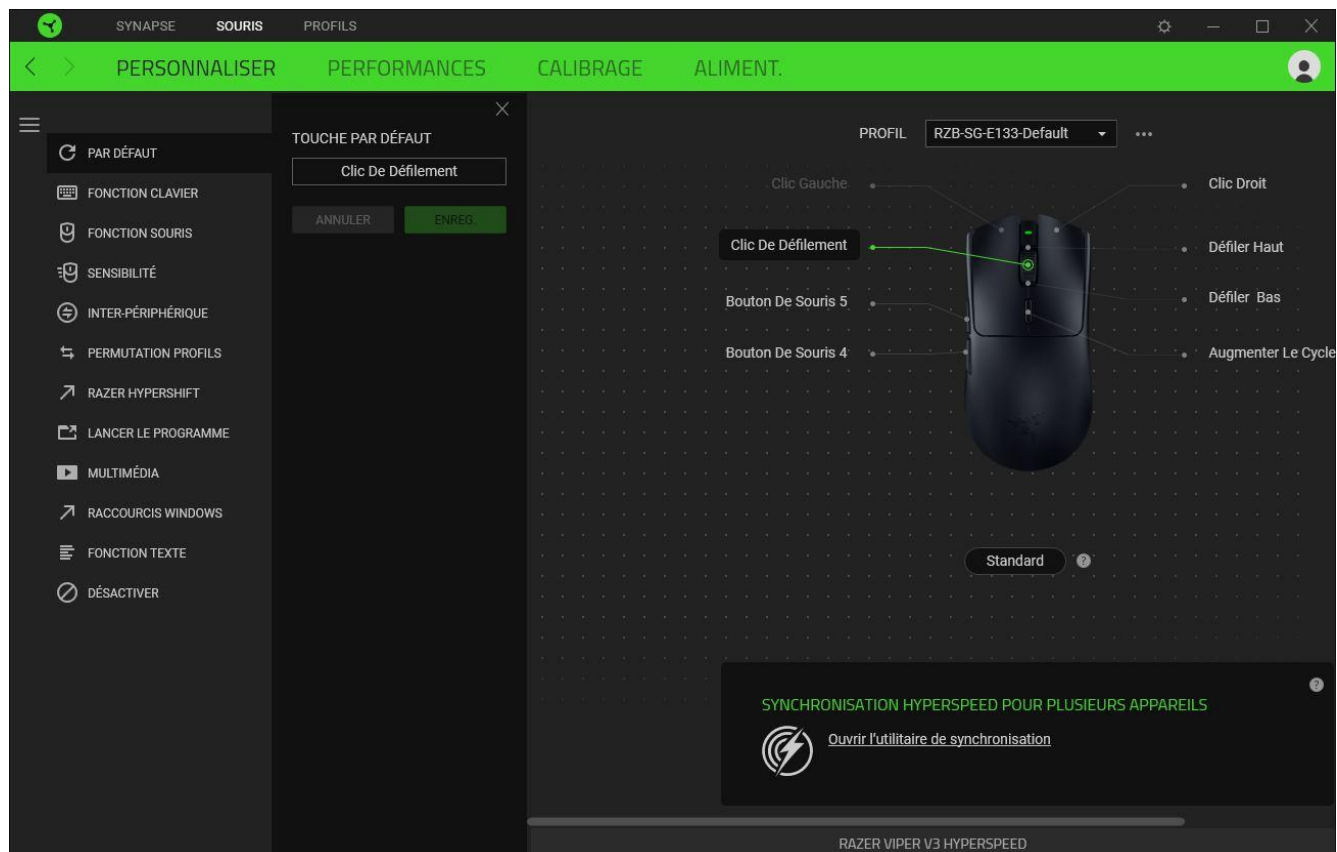 SYNAPSE SOURIS PROFILS
PERSONNALISER PERFORMANCES CALIBRAGE ALIMENT.
PAR DÉFAUT
FONCTION CLAVIER
FONCTION SOURIS
SENSIBILITÉ
INTER-PÉRIPHÉRIQUE
PERMUTATION PROFILS
RAZER HYPERSHIFT
LANCER LE PROGRAMME
MULTIMÉDIA
RACCOURCIS WINDOWS
FONCTION TEXTE
DÉSACTIVER
TOUCHE PAR DÉFAUT
Clic De Défilement
ANNULER ENREG.
PROFIL RZB-SG-E133-Default
Clic Gauche
Clic De Défilement
Bouton De Souris 5
Bouton De Souris 4
Clic Droit
Défiler Haut
Défiler Bas
Augmenter Le Cycle
Standard ?
?
SYNCHRONISATION HYPERSPEED POUR PLUSIEURS APPAREILS
Ouvrir l'utilitaire de synchronisation
RAZER VIPER V3 HYPERSPEED